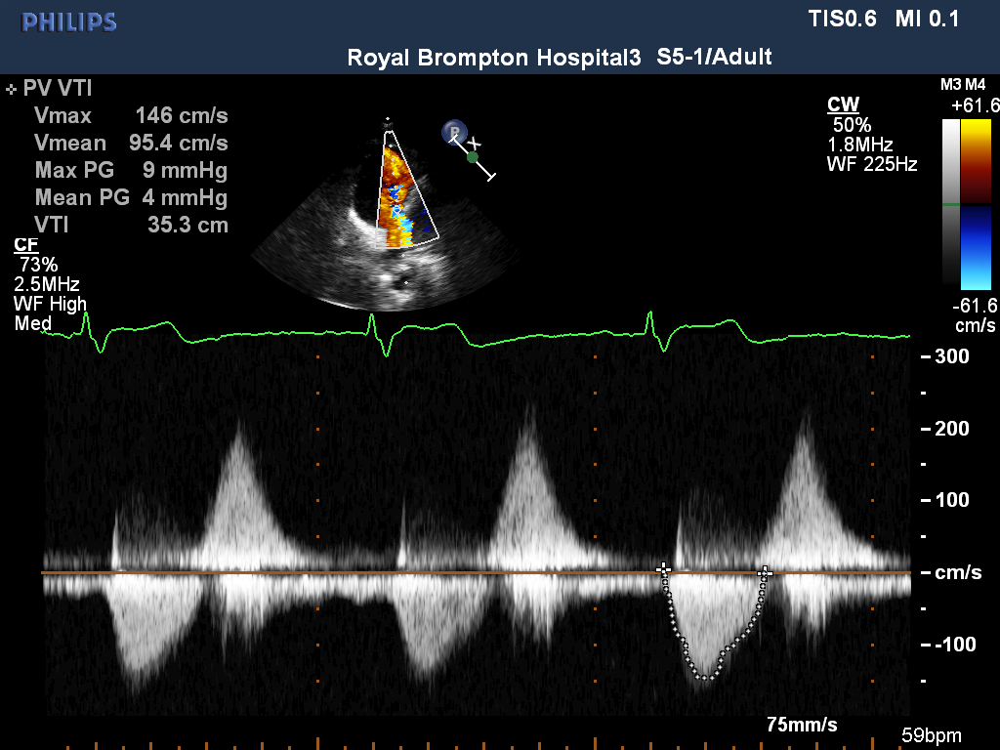 PHILIPS
TIS0.6 MI 0.1
Royal Brompton Hospital3 S5-1/Adult
PV VTI
Vmax 146 cm/s
Vmean 95.4 cm/s
Max PG 9 mmHg
Mean PG 4 mmHg
VTI 35.3 cm
CF
73%
2.5MHz
WF High
Med
P
X
CW
50%
1.8MHz
WF 225Hz
M3 M4
+61.6
-61.6
cm/s
300
200
100
cm/s
-100
75mm/s
59bpm